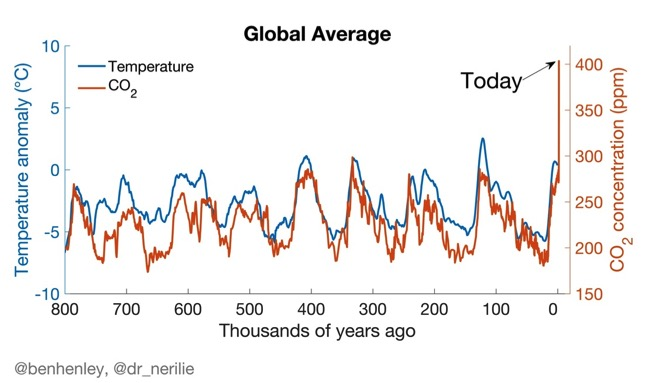 Global Average
10
5
0
-5
-10
Temperature anomaly (°C)
Temperature
CO2
Today
400
350
300
250
200
150
CO2 concentration (ppm)
800 700 600 500 400 300 200 100 0
Thousands of years ago
@benhenley, @dr_nerilie